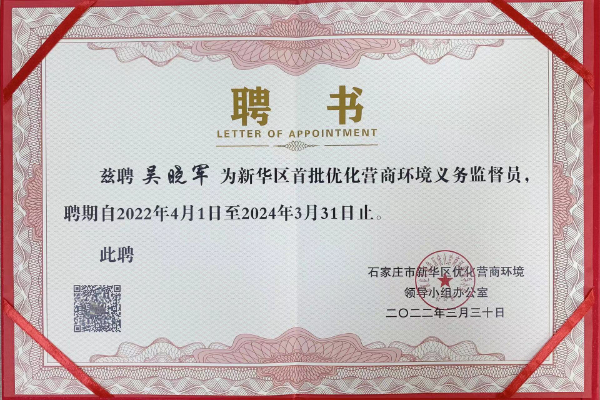 聘 书
LETTER OF APPOINTMENT
兹聘 吴晓军 为新华区首批优化营商环境义务监督员，
聘期自2022年4月1日至2024年3月31日止。
此聘
石家庄市新华区优化营商环境
领导小组办公室
二〇二二年三月三十日